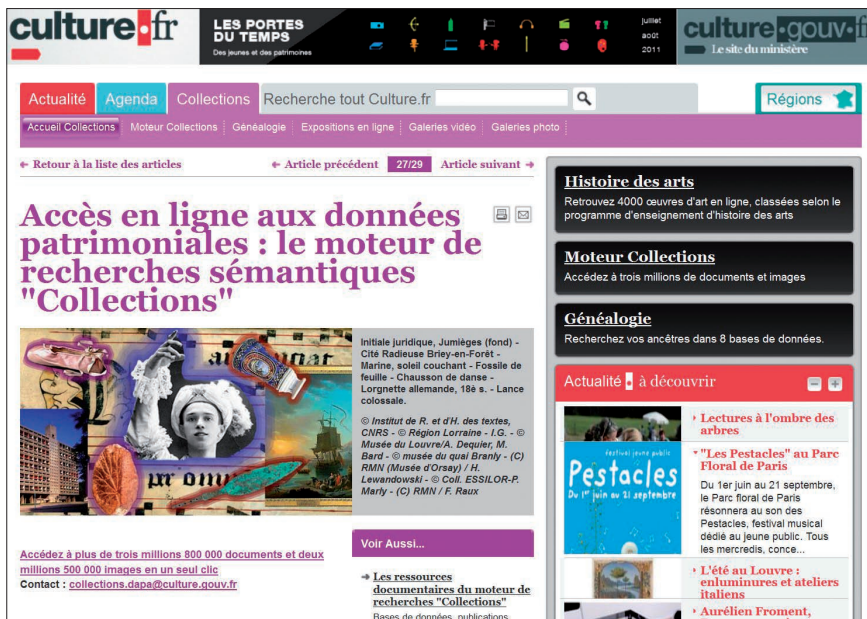 culture fr
LES PORTES
DU TEMPS
Des jeunes et des patrimoines
juillet
août
2011
culture gouv fr
Le site du ministère
Actualité
Agenda
Collections
Recherche tout Culture.fr
Régions
Accueil Collections
Moteur Collections
Généalogie
Expositions en ligne
Galeries vidéo
Galeries photo
← Retour à la liste des articles
← Article précédent
27/29
Article suivant →
Accès en ligne aux données
patrimoniales : le moteur de
recherches sémantiques
"Collections"
Initiale juridique, Jumièges (fond) -
Cité Radieuse Briey-en-Forêt -
Marine, soleil couchant - Fossile de
feuille - Chausson de danse -
Lorgnette allemande, 18è s. - Lance
colossale.
© Institut de R. et d'H. des textes,
CNRS - © Région Lorraine - I.G. - ©
Musée du Louvre/A. Dequier, M.
Bard - © musée du quai Branly - (C)
RMN (Musée d'Orsay) / H.
Lewandowski - © Coll. ESSILOR-P.
Marly - (C) RMN / F. Raux
Accédez à plus de trois millions 800 000 documents et deux
millions 500 000 images en un seul clic
Contact : collections.dapa@culture.gouv.fr
Voir Aussi...
Les ressources
documentaires du moteur de
recherches "Collections"
Bases de données, publications
Histoire des arts
Retrouvez 4000 œuvres d'art en ligne, classées selon le
programme d'enseignement d'histoire des arts
Moteur Collections
Accédez à trois millions de documents et images
Généalogie
Recherchez vos ancêtres dans 8 bases de données.
Actualité à découvrir
Lectures à l'ombre des
arbres
festival jeune public
Pestacles
Du 1er juin au 21 septembre
"Les Pestacles" au Parc
Floral de Paris
Du 1er juin au 21 septembre,
le Parc floral de Paris
résonnera au son des
Pestacles, festival musical
dédié au jeune public. Tous
les mercredis, conce...
L'été au Louvre :
enluminures et ateliers
italiens
Aurélien Froment,